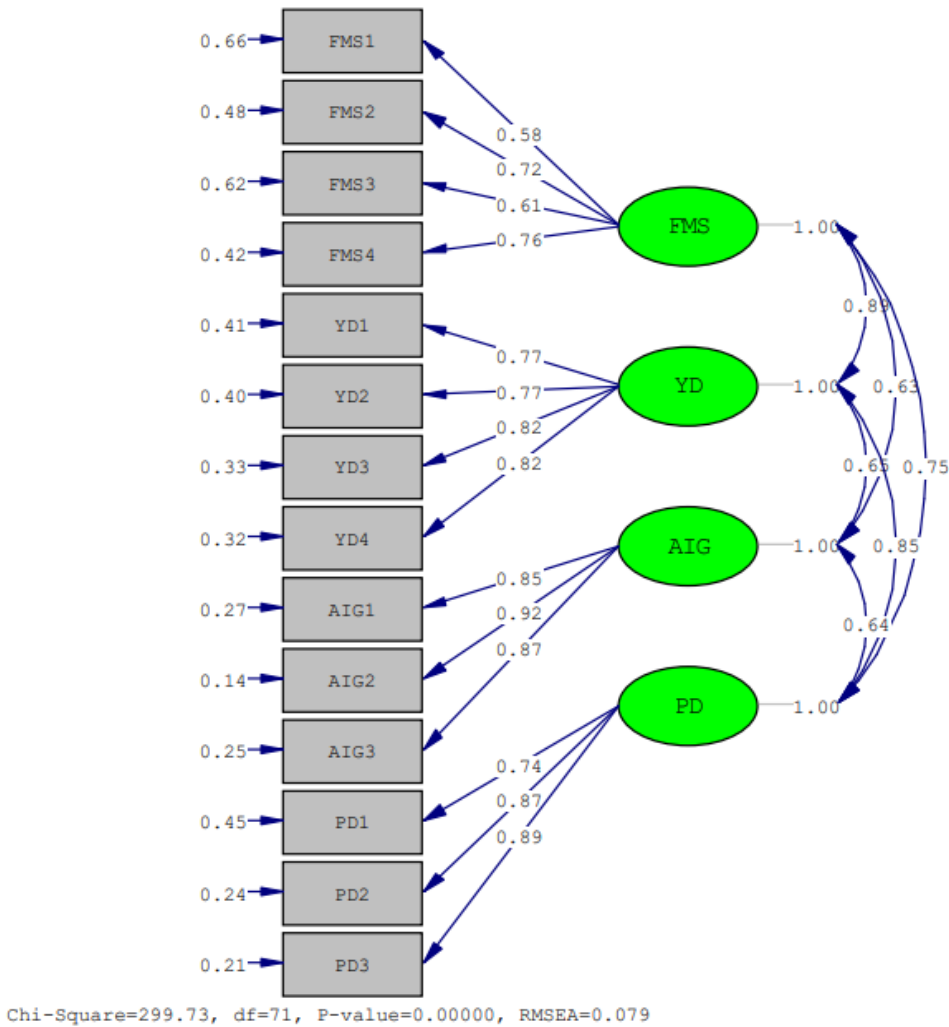 0.66 FMS1
0.48 FMS2
0.58
0.72
0.62 FMS3
0.61
FMS 1.00
0.42 FMS4
0.76
0.89
0.41 YD1
0.77
YD 1.00
0.63
0.40 YD2
0.77
0.82
0.33 YD3
0.82
0.65
0.75
0.32 YD4
AIG 1.00
0.85
0.85
0.27 AIG1
0.92
0.64
0.87
0.14 AIG2
PD 1.00
0.25 AIG3
0.74
0.87
0.45 PD1
0.89
0.24 PD2
0.21 PD3
Chi-Square=299.73, df=71, P-value=0.00000, RMSEA=0.079